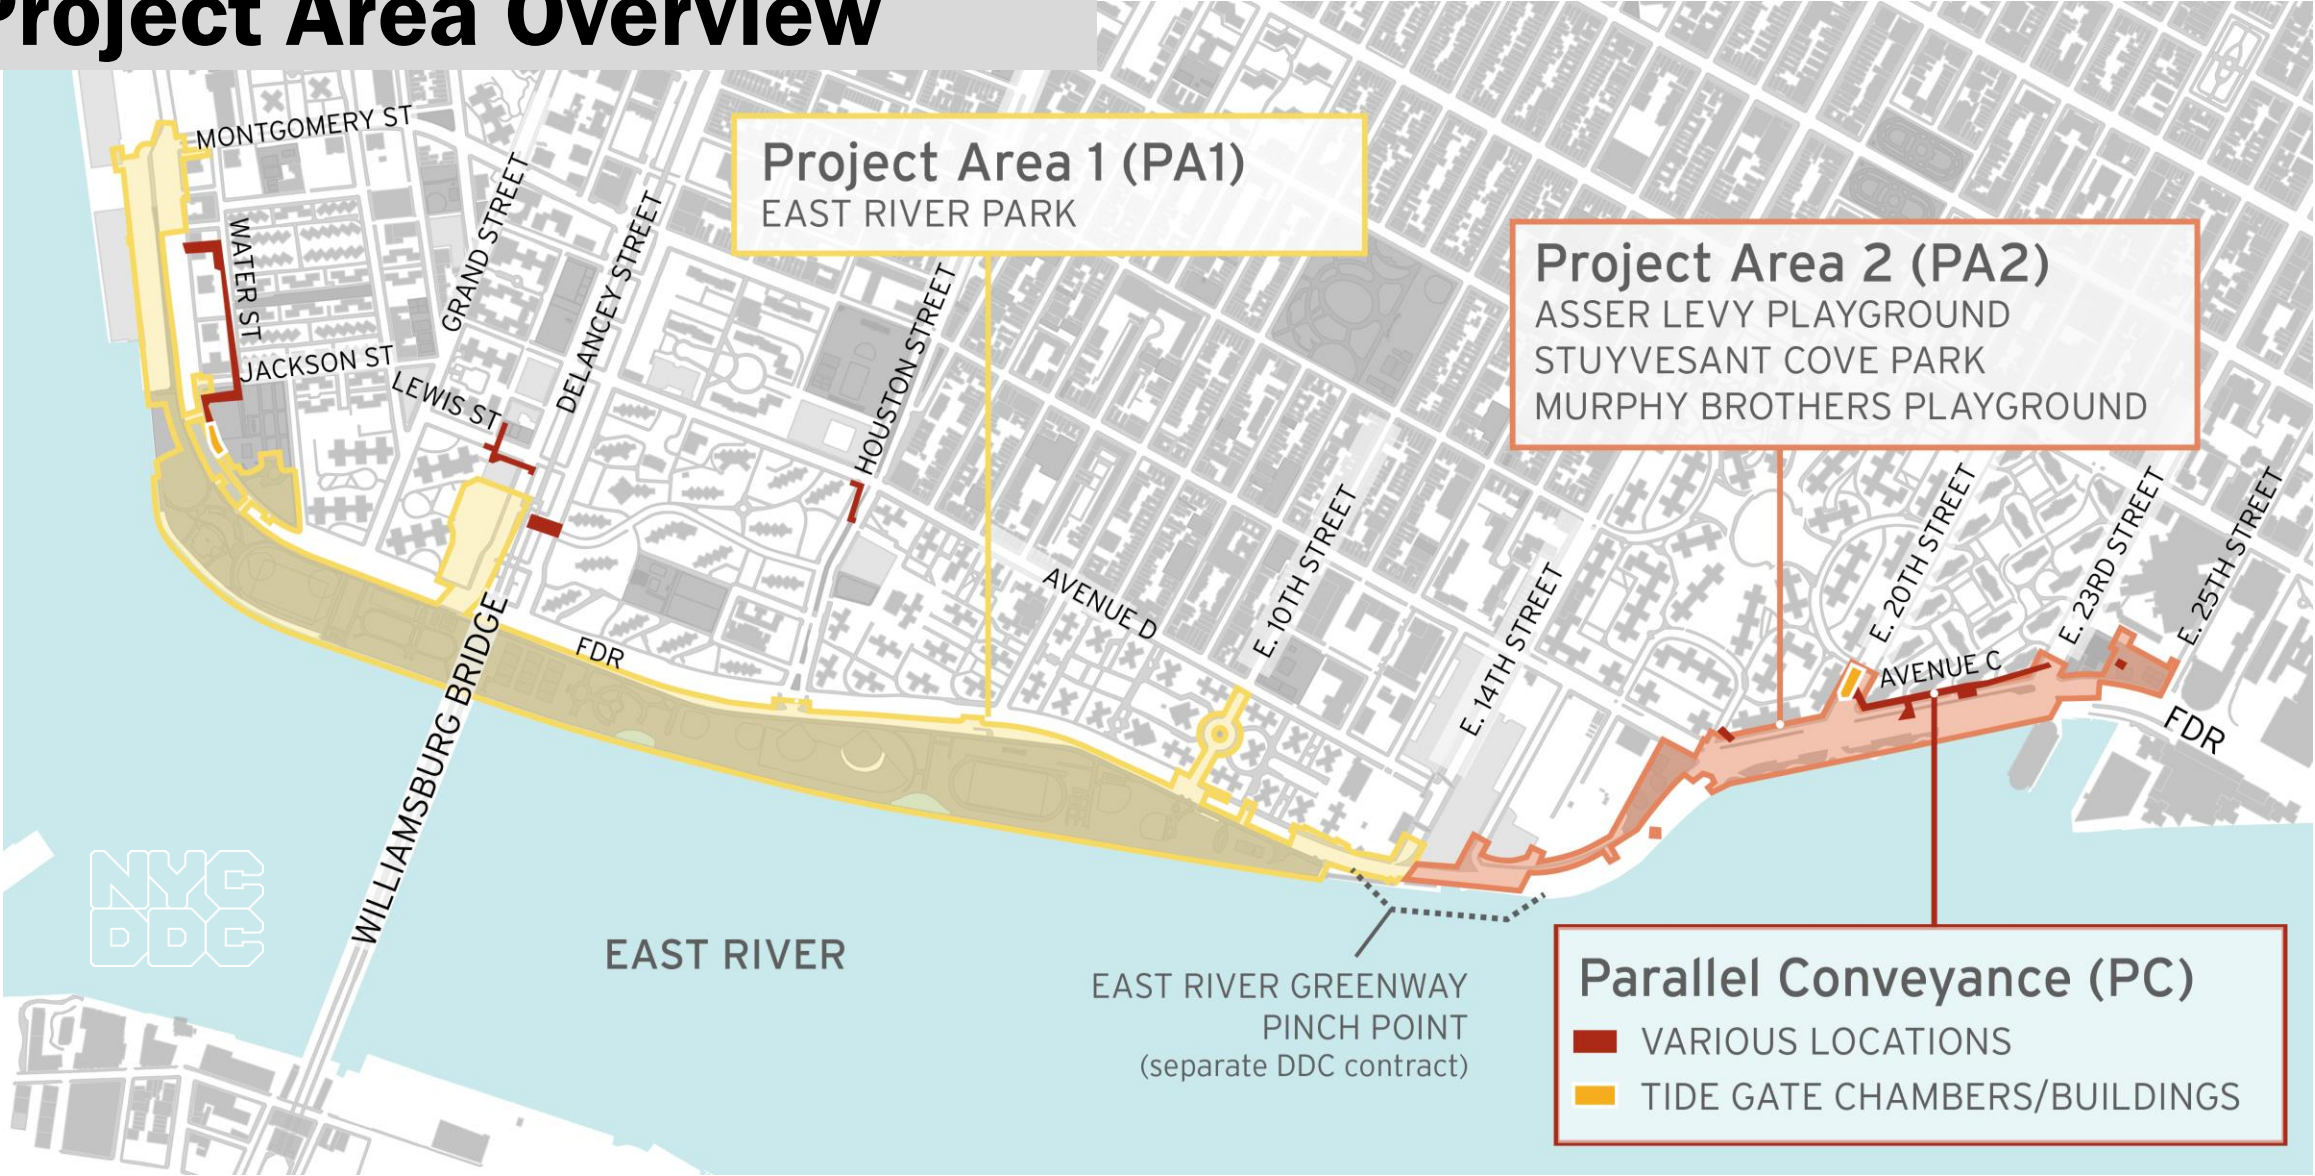 Project Area Overview
MONTGOMERY ST
WATER ST
JACKSON ST
GRAND STREET
LEWIS ST
DELANCEY STREET
HOUSTON STREET
Project Area 1 (PA1)
EAST RIVER PARK
Project Area 2 (PA2)
ASSER LEVY PLAYGROUND
STUYVESANT COVE PARK
MURPHY BROTHERS PLAYGROUND
AVENUE D
E. 10TH STREET
E. 14TH STREET
E. 20TH STREET
AVENUE C
E. 23RD STREET
E. 25TH STREET
FDR
FDR
WILLIAMSBURG BRIDGE
NYC
DDC
EAST RIVER
EAST RIVER GREENWAY
PINCH POINT
(separate DDC contract)
Parallel Conveyance (PC)
VARIOUS LOCATIONS
TIDE GATE CHAMBERS/BUILDINGS